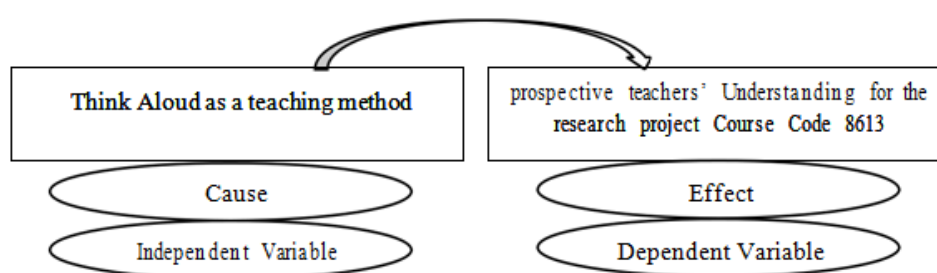 Think Aloud as a teaching method
prospective teachers' Understanding for the
research project Course Code 8613
Cause
Effect
Independent Variable
Dependent Variable